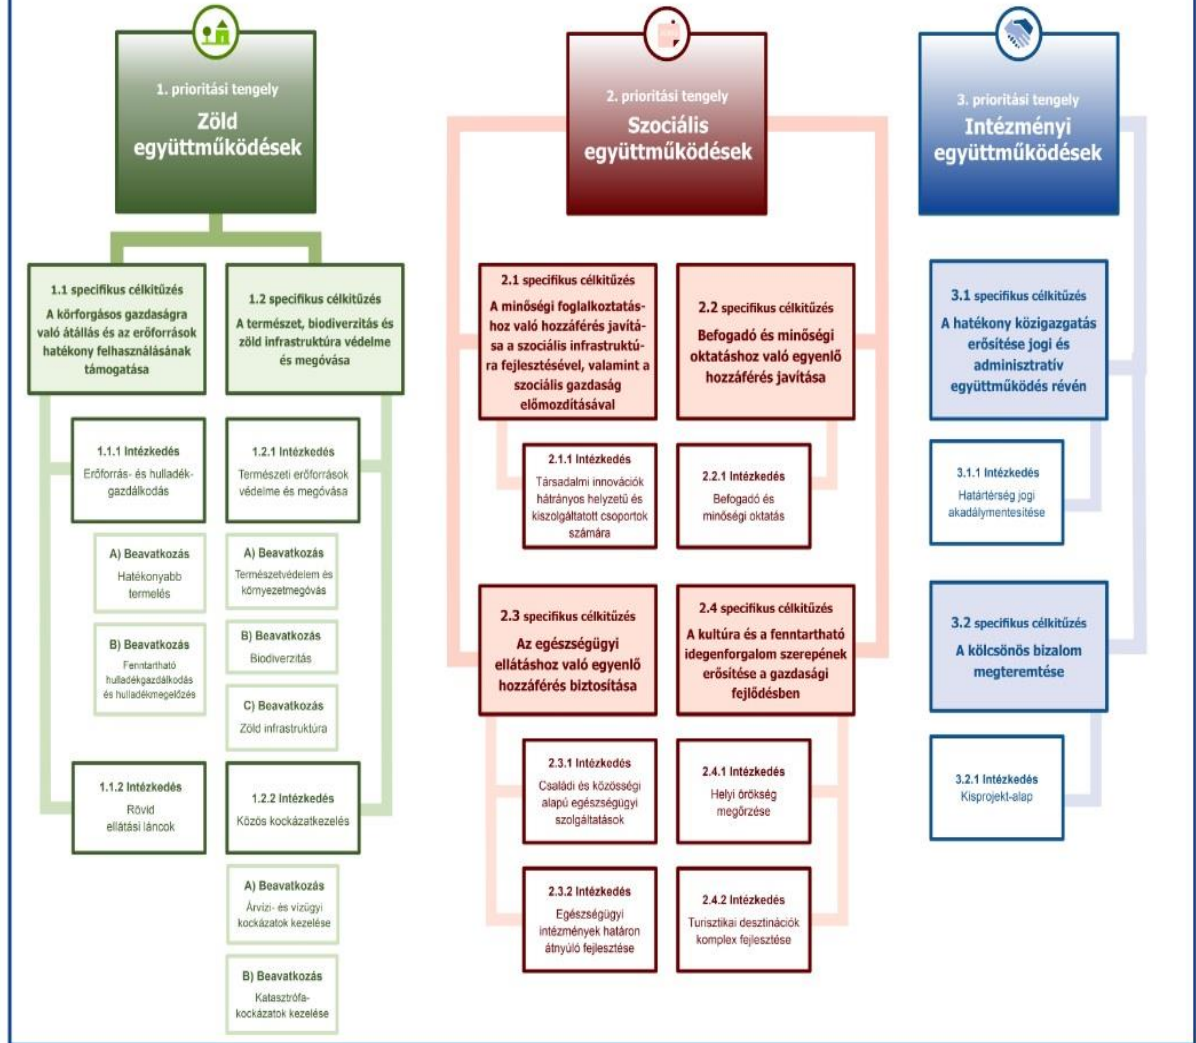 1. prioritási tengely
Zöld
együttműködések
1.1 specifikus célkitűzés
A körforgásos gazdaságra
való átállás és az erőforrások
hatékony felhasználásának
támogatása
1.1.1 Intézkedés
Erőforrás- és hulladék-
gazdálkodás
A) Beavatkozás
Hatékonyabb
termelés
B) Beavatkozás
Fenntartható
hulladékgazdálkodás
és hulladékmegelőzés
1.1.2 Intézkedés
Rövid
ellátási láncok
1.2 specifikus célkitűzés
A természet, biodiverzitás és
zöld infrastruktúra védelme
és megóvása
1.2.1 Intézkedés
Természeti erőforrások
védelme és megóvása
A) Beavatkozás
Természetvédelem és
környezetmegóvás
B) Beavatkozás
Biodiverzitás
C) Beavatkozás
Zöld infrastruktúra
1.2.2 Intézkedés
Közös kockázatkezelés
A) Beavatkozás
Árvízi- és vízügyi
kockázatok kezelése
B) Beavatkozás
Katasztrófa-
kockázatok kezelése
2. prioritási tengely
Szociális
együttműködések
2.1 specifikus célkitűzés
A minőségi foglalkoztatás-
hoz való hozzáférés javítá-
sa a szociális infrastruktú-
ra fejlesztésével, valamint a
szociális gazdaság
előmozdításával
2.1.1 Intézkedés
Társadalmi innovációk
hátrányos helyzetű és
kiszolgáltatott csoportok
számára
2.2 specifikus célkitűzés
Befogadó és minőségi
oktatáshoz való egyenlő
hozzáférés javítása
2.2.1 Intézkedés
Befogadó és
minőségi oktatás
2.3 specifikus célkitűzés
Az egészségügyi
ellátáshoz való egyenlő
hozzáférés biztosítása
2.3.1 Intézkedés
Családi és közösségi
alapú egészségügyi
szolgáltatások
2.3.2 Intézkedés
Egészségügyi
intézmények határon
átnyúló fejlesztése
2.4 specifikus célkitűzés
A kultúra és a fenntartható
idegenforgalom szerepének
erősítése a gazdasági
fejlődésben
2.4.1 Intézkedés
Helyi örökség
megőrzése
2.4.2 Intézkedés
Turisztikai desztinációk
komplex fejlesztése
3. prioritási tengely
Intézményi
együttműködések
3.1 specifikus célkitűzés
A hatékony közigazgatás
erősítése jogi és
adminisztratív
együttműködés révén
3.1.1 Intézkedés
Határtérség jogi
akadálymentesítése
3.2 specifikus célkitűzés
A kölcsönös bizalom
megteremtése
3.2.1 Intézkedés
Kisprojekt-alap